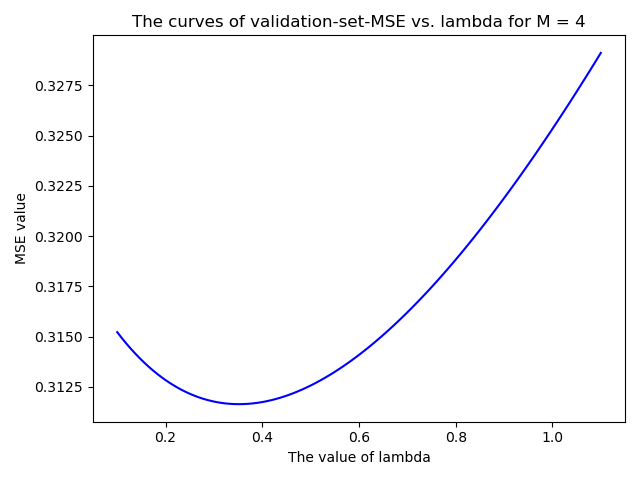 The curves of validation-set-MSE vs. lambda for M = 4
MSE value
0.3275
0.3250
0.3225
0.3200
0.3175
0.3150
0.3125
0.2 0.4 0.6 0.8 1.0
The value of lambda